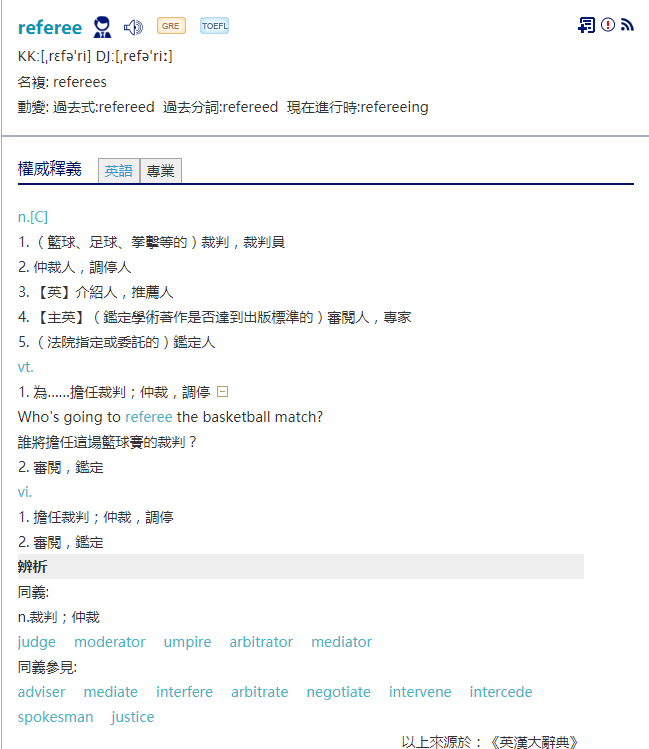 referee GRE TOEFL
KK:[ˌrɛfəˈri] DJ:[ˌrefəˈriː]
名複: referees
動變: 過去式:refereed 過去分詞:refereed 現在進行時:refereeing
權威釋義 英語 專業
n.[C]
1.（籃球、足球、拳擊等的）裁判，裁判員
2. 仲裁人，調停人
3. 【英】介紹人，推薦人
4. 【主英】（鑑定學術著作是否達到出版標準的）審閱人，專家
5.（法院指定或委託的）鑑定人
vt.
1. 為……擔任裁判；仲裁，調停
Who's going to referee the basketball match?
誰將擔任這場籃球賽的裁判？
2. 審閱，鑑定
vi.
1. 擔任裁判；仲裁，調停
2. 審閱，鑑定
辨析
同義:
n.裁判；仲裁
judge moderator umpire arbitrator mediator
同義參見:
adviser mediate interfere arbitrate negotiate intervene intercede
spokesman justice
以上來源於：《英漢大辭典》